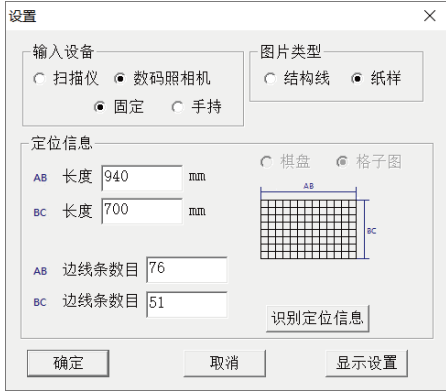 设置
输入设备
扫描仪 数码照相机
固定 手持
图片类型
结构线 纸样
定位信息
AB 长度 940 mm
BC 长度 700 mm
AB 边线条数目 76
BC 边线条数目 51
棋盘 格子图
AB
BC
识别定位信息
确定 取消 显示设置